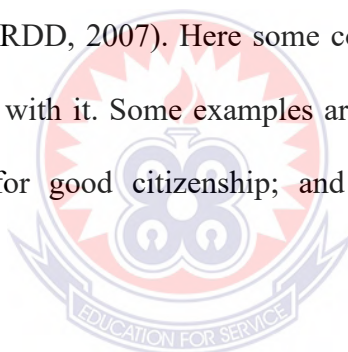 RDD, 2007). Here some co
with it. Some examples ar
for good citizenship; and
EDUCATION FOR SERVICE